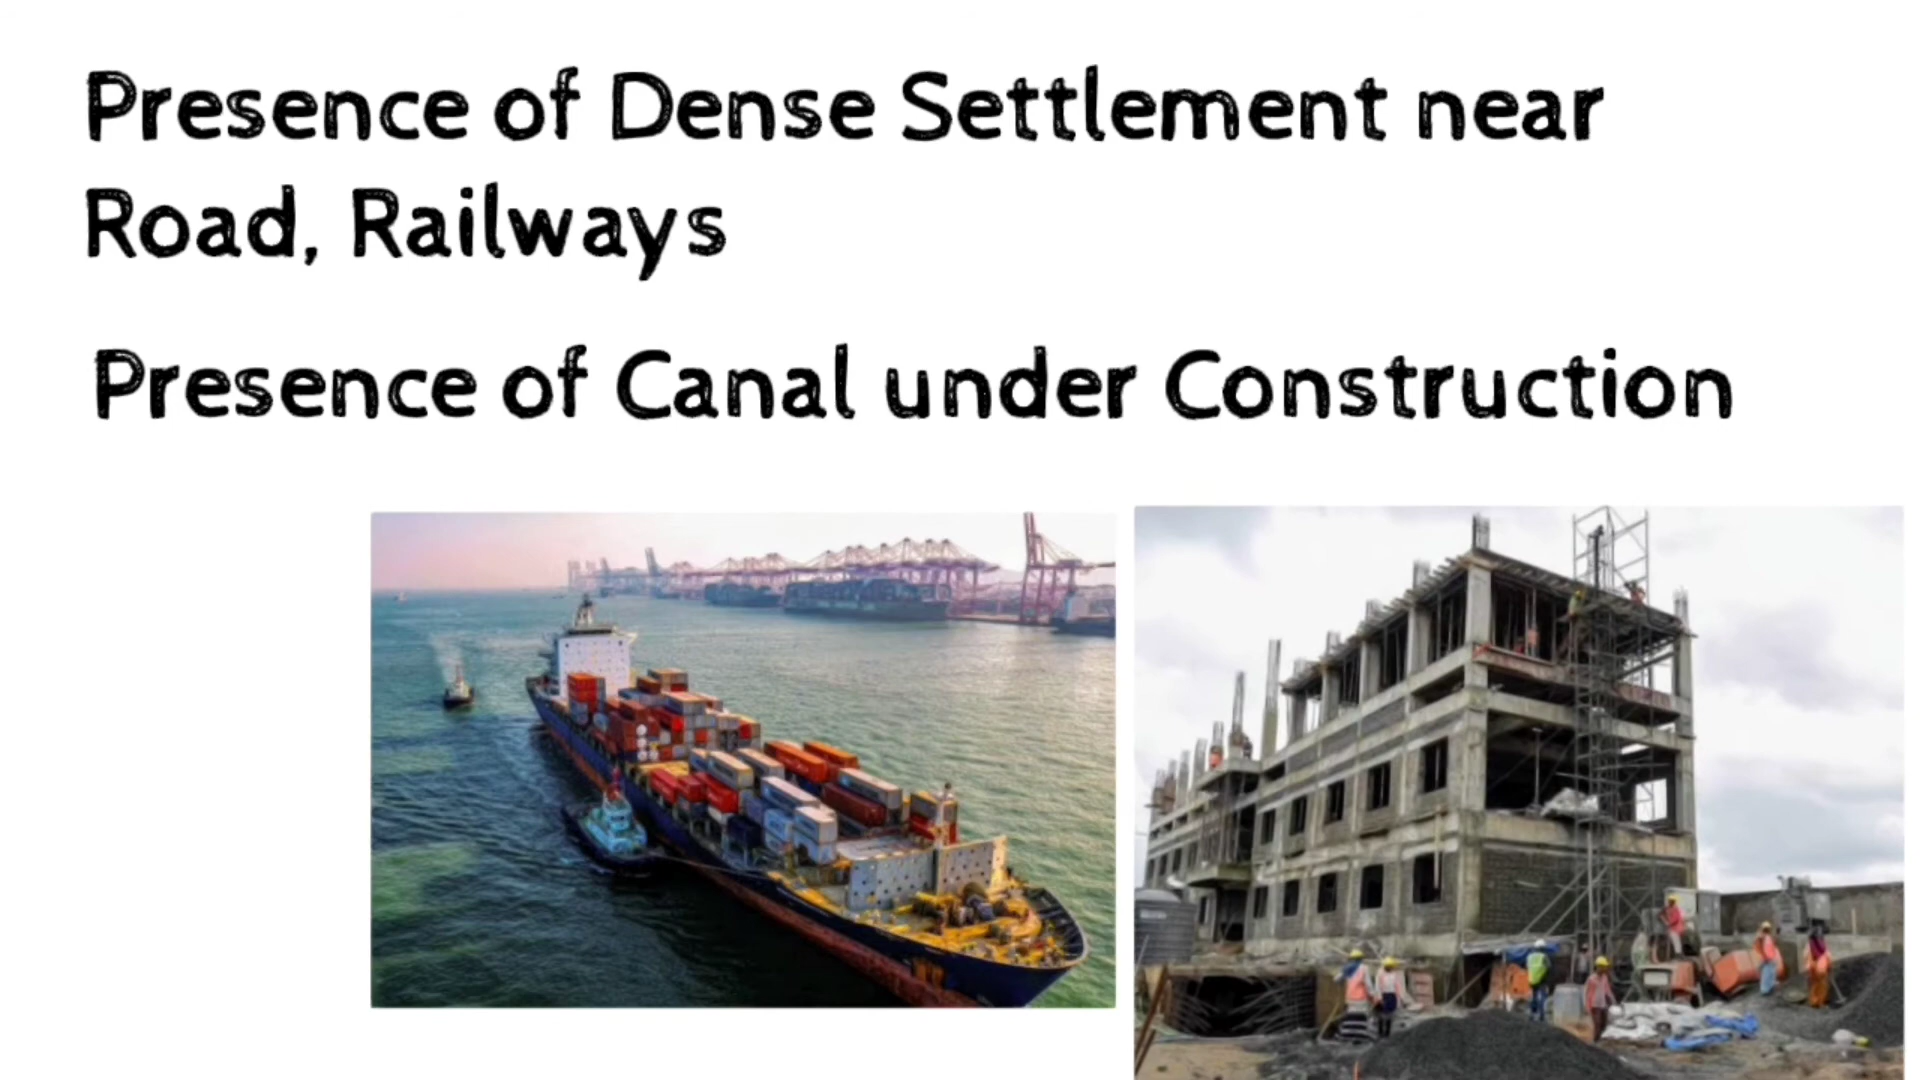 Presence of Dense Settlement near
Road, Railways
Presence of Canal under Construction